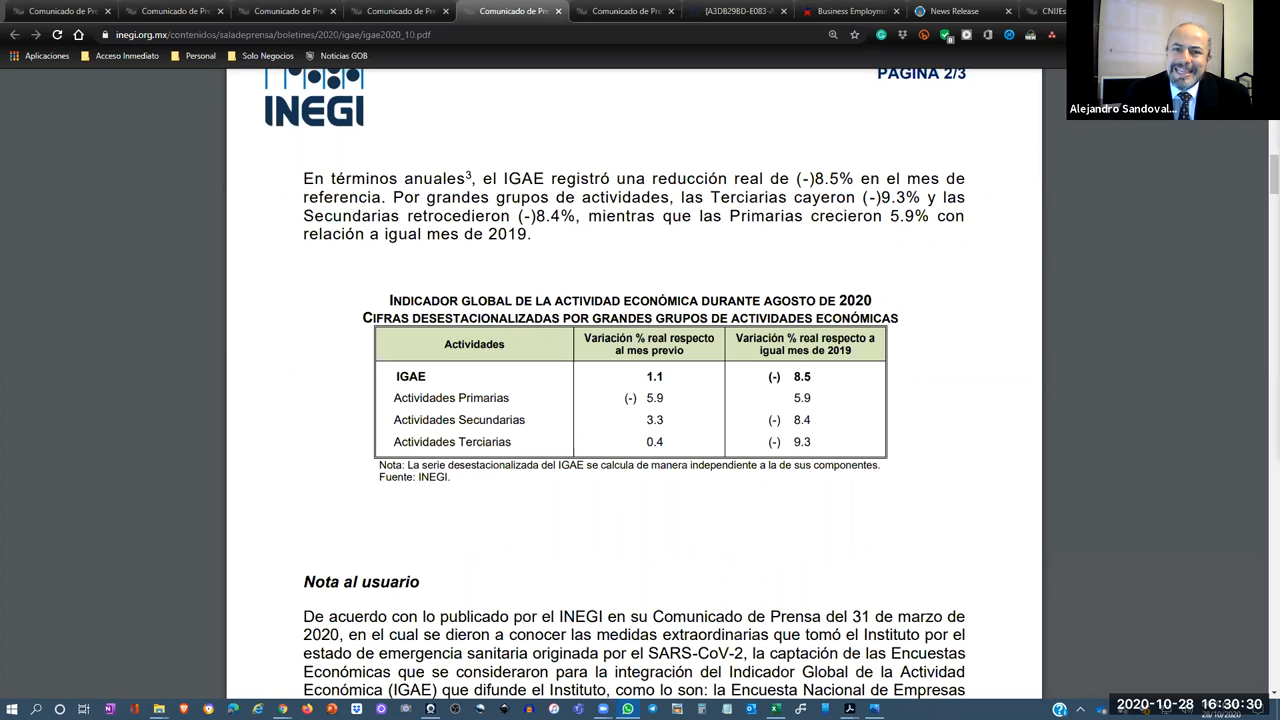 Comunicado de Pre
Comunicado de Pre
Comunicado de Pre
Comunicado de Pre
Comunicado de Pre
Comunicado de Pre
{A3DB29BD-E083-A
Business Employme
News Release
CNIJEs
inegi.org.mx/contenidos/saladeprensa/boletines/2020/igae/igae2020_10.pdf
Aplicaciones
Acceso Inmediato
Personal
Solo Negocios
Noticias GOB
Alejandro Sandoval...
INEGI
PÁGINA 2/3
En términos anuales³, el IGAE registró una reducción real de (-)8.5% en el mes de
referencia. Por grandes grupos de actividades, las Terciarias cayeron (-)9.3% y las
Secundarias retrocedieron (-)8.4%, mientras que las Primarias crecieron 5.9% con
relación a igual mes de 2019.
INDICADOR GLOBAL DE LA ACTIVIDAD ECONÓMICA DURANTE AGOSTO DE 2020
CIFRAS DESESTACIONALIZADAS POR GRANDES GRUPOS DE ACTIVIDADES ECONÓMICAS
Actividades Variación % real respecto al mes previo Variación % real respecto a igual mes de 2019
IGAE 1.1 (-) 8.5
Actividades Primarias (-) 5.9 5.9
Actividades Secundarias 3.3 (-) 8.4
Actividades Terciarias 0.4 (-) 9.3
Nota: La serie desestacionalizada del IGAE se calcula de manera independiente a la de sus componentes.
Fuente: INEGI.
Nota al usuario
De acuerdo con lo publicado por el INEGI en su Comunicado de Prensa del 31 de marzo de
2020, en el cual se dieron a conocer las medidas extraordinarias que tomó el Instituto por el
estado de emergencia sanitaria originada por el SARS-CoV-2, la captación de las Encuestas
Económicas que se consideraron para la integración del Indicador Global de la Actividad
Económica (IGAE) que difunde el Instituto, como lo son: la Encuesta Nacional de Empresas
2020-10-28 16:30:30
28/10/2020